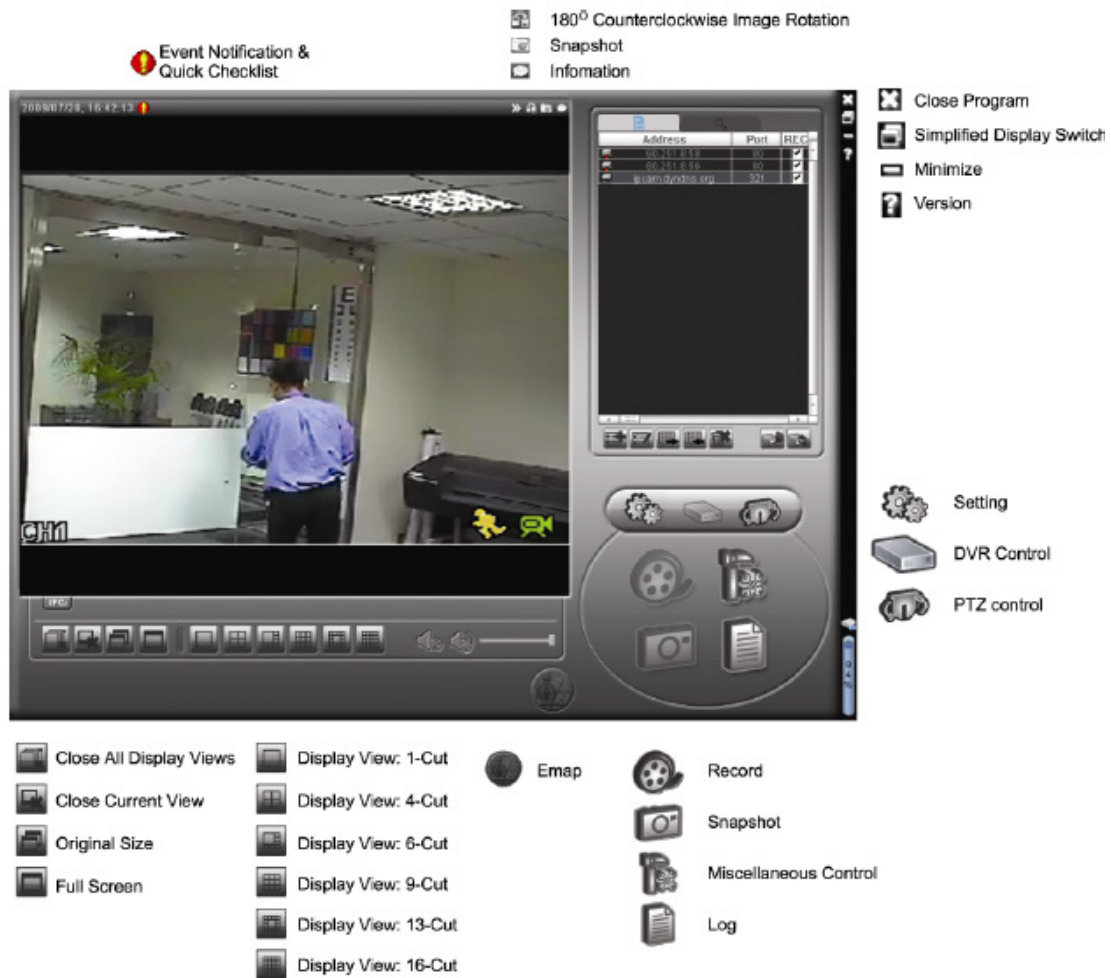 180° Counterclockwise Image Rotation
Snapshot
Infomation
Event Notification &
Quick Checklist
2009/07/28, 16:42:13
Close Program
Simplified Display Switch
Minimize
Version
Address Port REC
80
80
ipcam.dyndns.org 321
E
CH1
Setting
DVR Control
PTZ control
Close All Display Views
Close Current View
Original Size
Full Screen
Display View: 1-Cut
Display View: 4-Cut
Display View: 6-Cut
Display View: 9-Cut
Display View: 13-Cut
Display View: 16-Cut
Emap
Record
Snapshot
Miscellaneous Control
Log